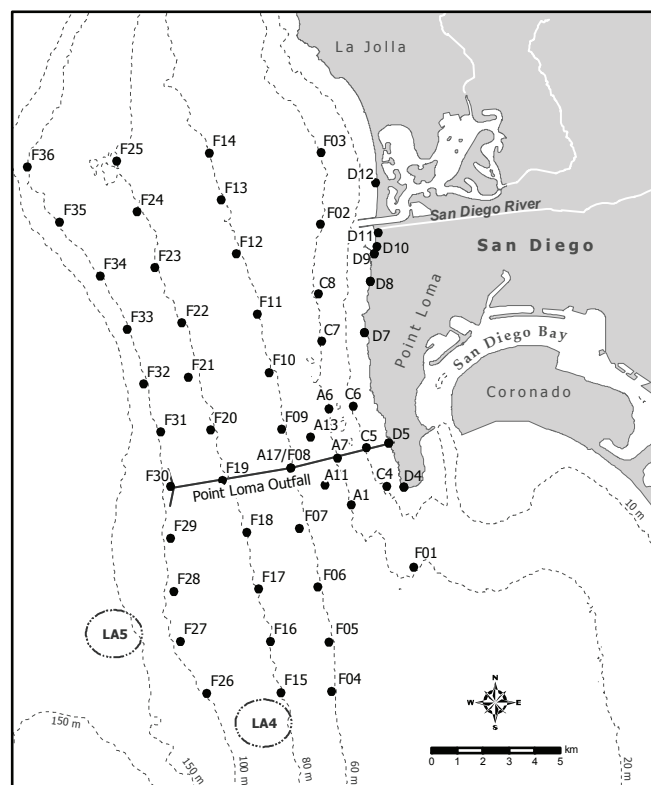 La Jolla
F14
F03
F25
F36
D12
F24
F13
San Diego River
F35
F02
D11
D10
San Diego
D9
F12
F23
F34
D8
C8
F11
F22
F33
C7
D7
Point Loma
San Diego Bay
F10
F21
F32
Coronado
A6
C6
F09
A13
F20
F31
D5
C5
A7
A17/F08
F19
F30
Point Loma Outfall
A11
C4
D4
A1
10 m
F07
F18
F29
F01
F06
F17
F28
LA5
F05
F16
F27
F04
F15
F26
LA4
N
W
E
S
150 m
150 m
100 m
80 m
60 m
20 m
km
0 1 2 3 4 5